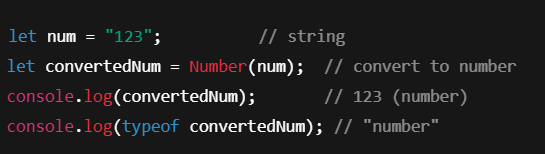 let num = "123";             // string
let convertedNum = Number(num);  // convert to number
console.log(convertedNum);       // 123 (number)
console.log(typeof convertedNum); // "number"